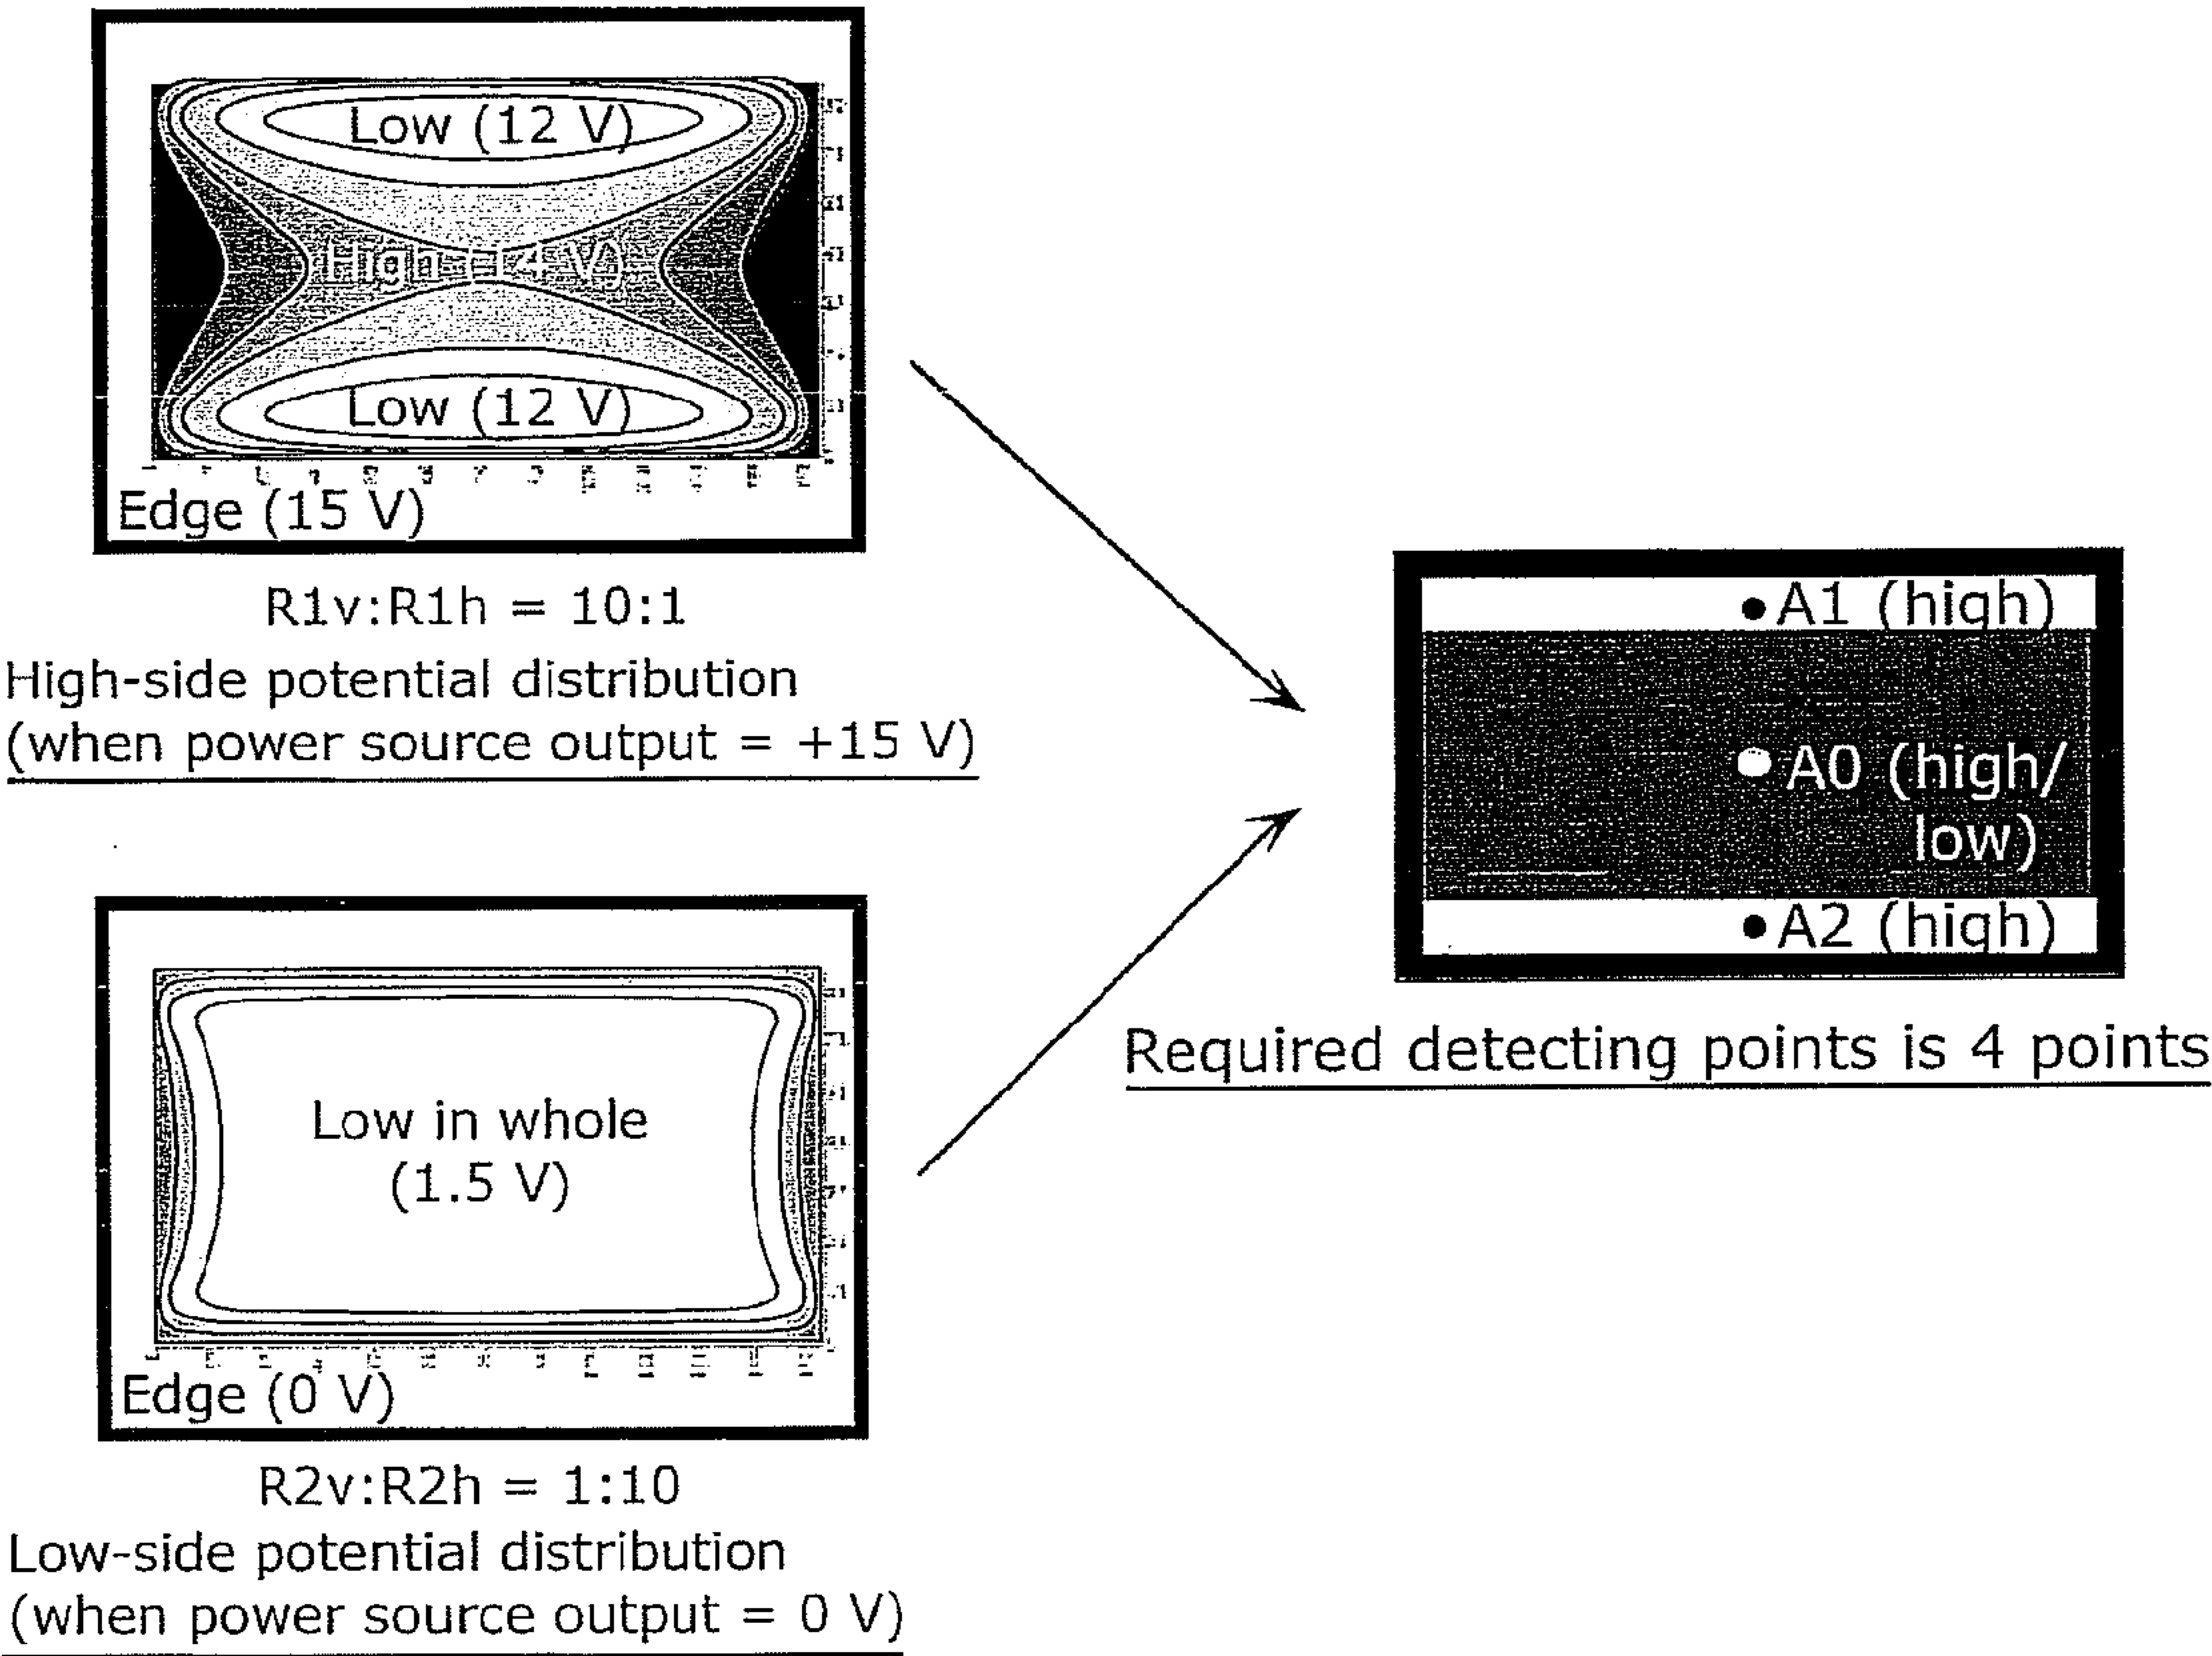 Low (12 V)
High (14 V)
Low (12 V)
Edge (15 V)
R1v:R1h = 10:1
High-side potential distribution
(when power source output = +15 V)
Low in whole
(1.5 V)
Edge (0 V)
R2v:R2h = 1:10
Low-side potential distribution
(when power source output = 0 V)
A1 (high)
A0 (high/
low)
A2 (high)
Required detecting points is 4 points